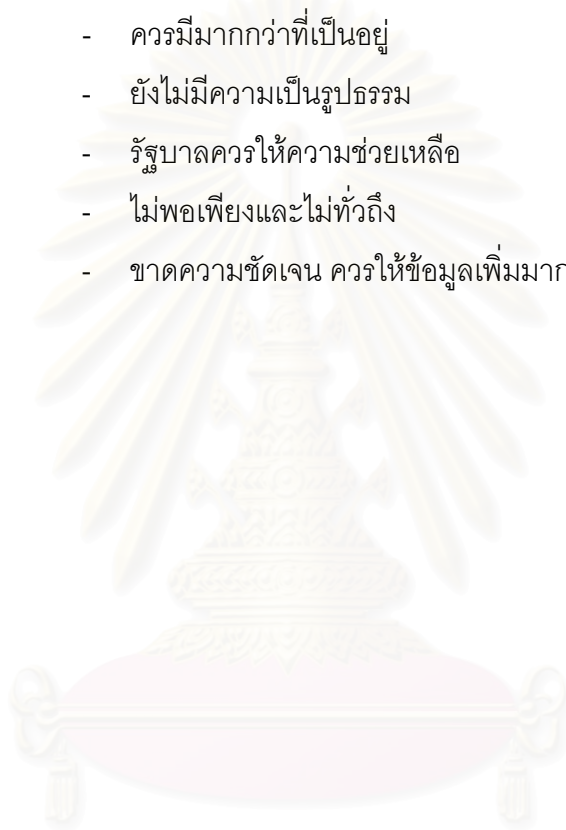 - ควรมีมากกว่าที่เป็นอยู่
- ยังไม่มีความเป็นรูปธรรม
- รัฐบาลควรให้ความช่วยเหลือ
- ไม่พอเพียงและไม่ทั่วถึง
- ขาดความชัดเจน ควรให้ข้อมูลเพิ่มมาก